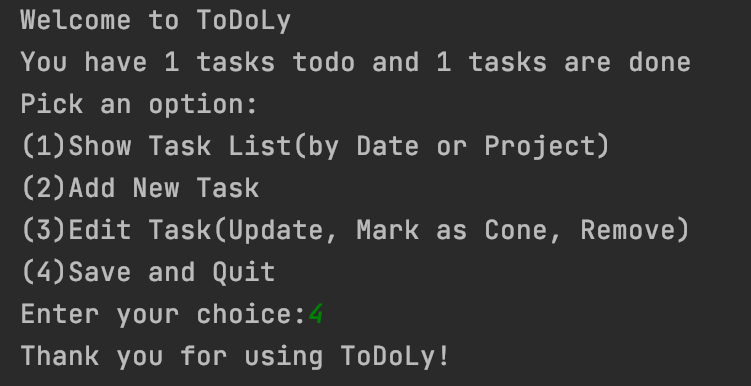 Welcome to ToDoLy
You have 1 tasks todo and 1 tasks are done
Pick an option:
(1)Show Task List(by Date or Project)
(2)Add New Task
(3)Edit Task(Update, Mark as Cone, Remove)
(4)Save and Quit
Enter your choice:4
Thank you for using ToDoLy!